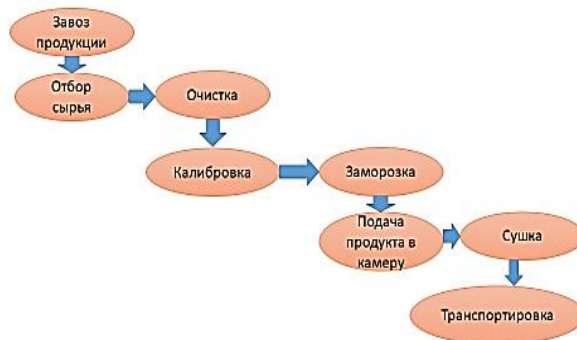 Завоз
продукции
Отбор
сырья
Очистка
Калибровка
Заморозка
Подача
продукта в
камеру
Сушка
Транспортировка